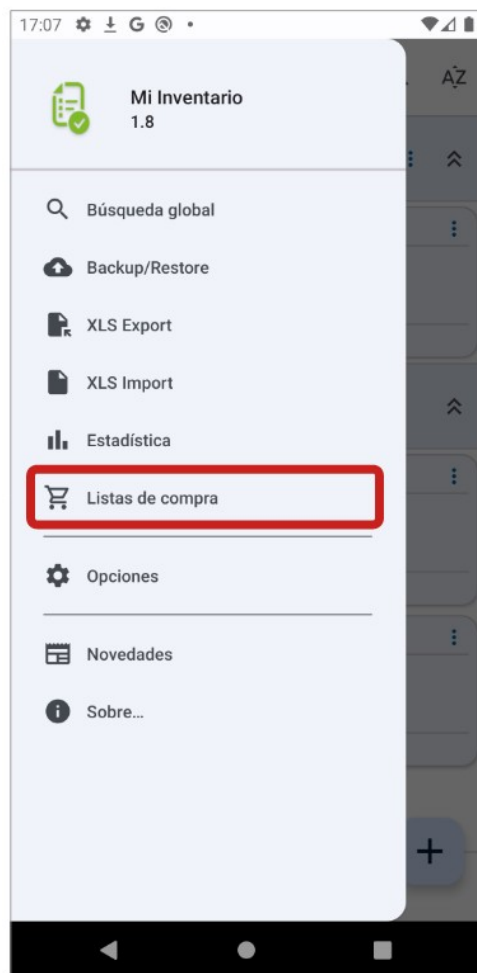 17:07
AZ
Mi Inventario
1.8
Búsqueda global
Backup/Restore
XLS Export
XLS Import
Estadística
Listas de compra
Opciones
Novedades
Sobre...